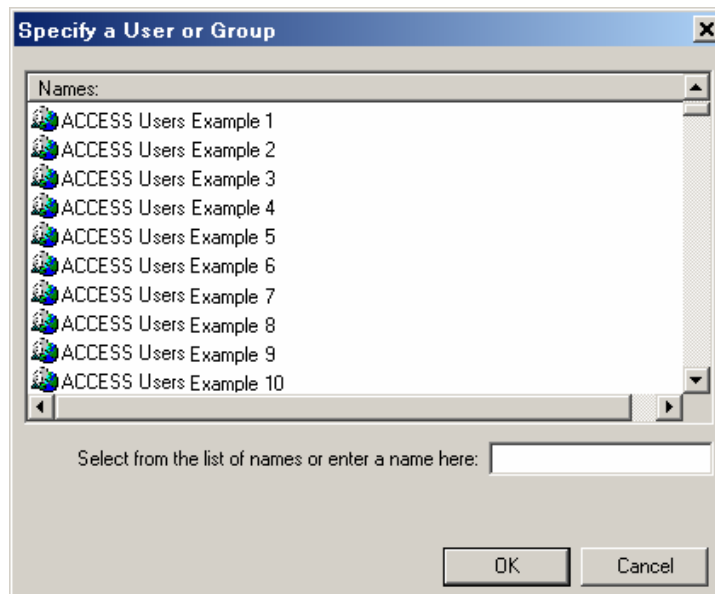 Specify a User or Group
Names:
ACCESS Users Example 1
ACCESS Users Example 2
ACCESS Users Example 3
ACCESS Users Example 4
ACCESS Users Example 5
ACCESS Users Example 6
ACCESS Users Example 7
ACCESS Users Example 8
ACCESS Users Example 9
ACCESS Users Example 10
Select from the list of names or enter a name here:
OK Cancel